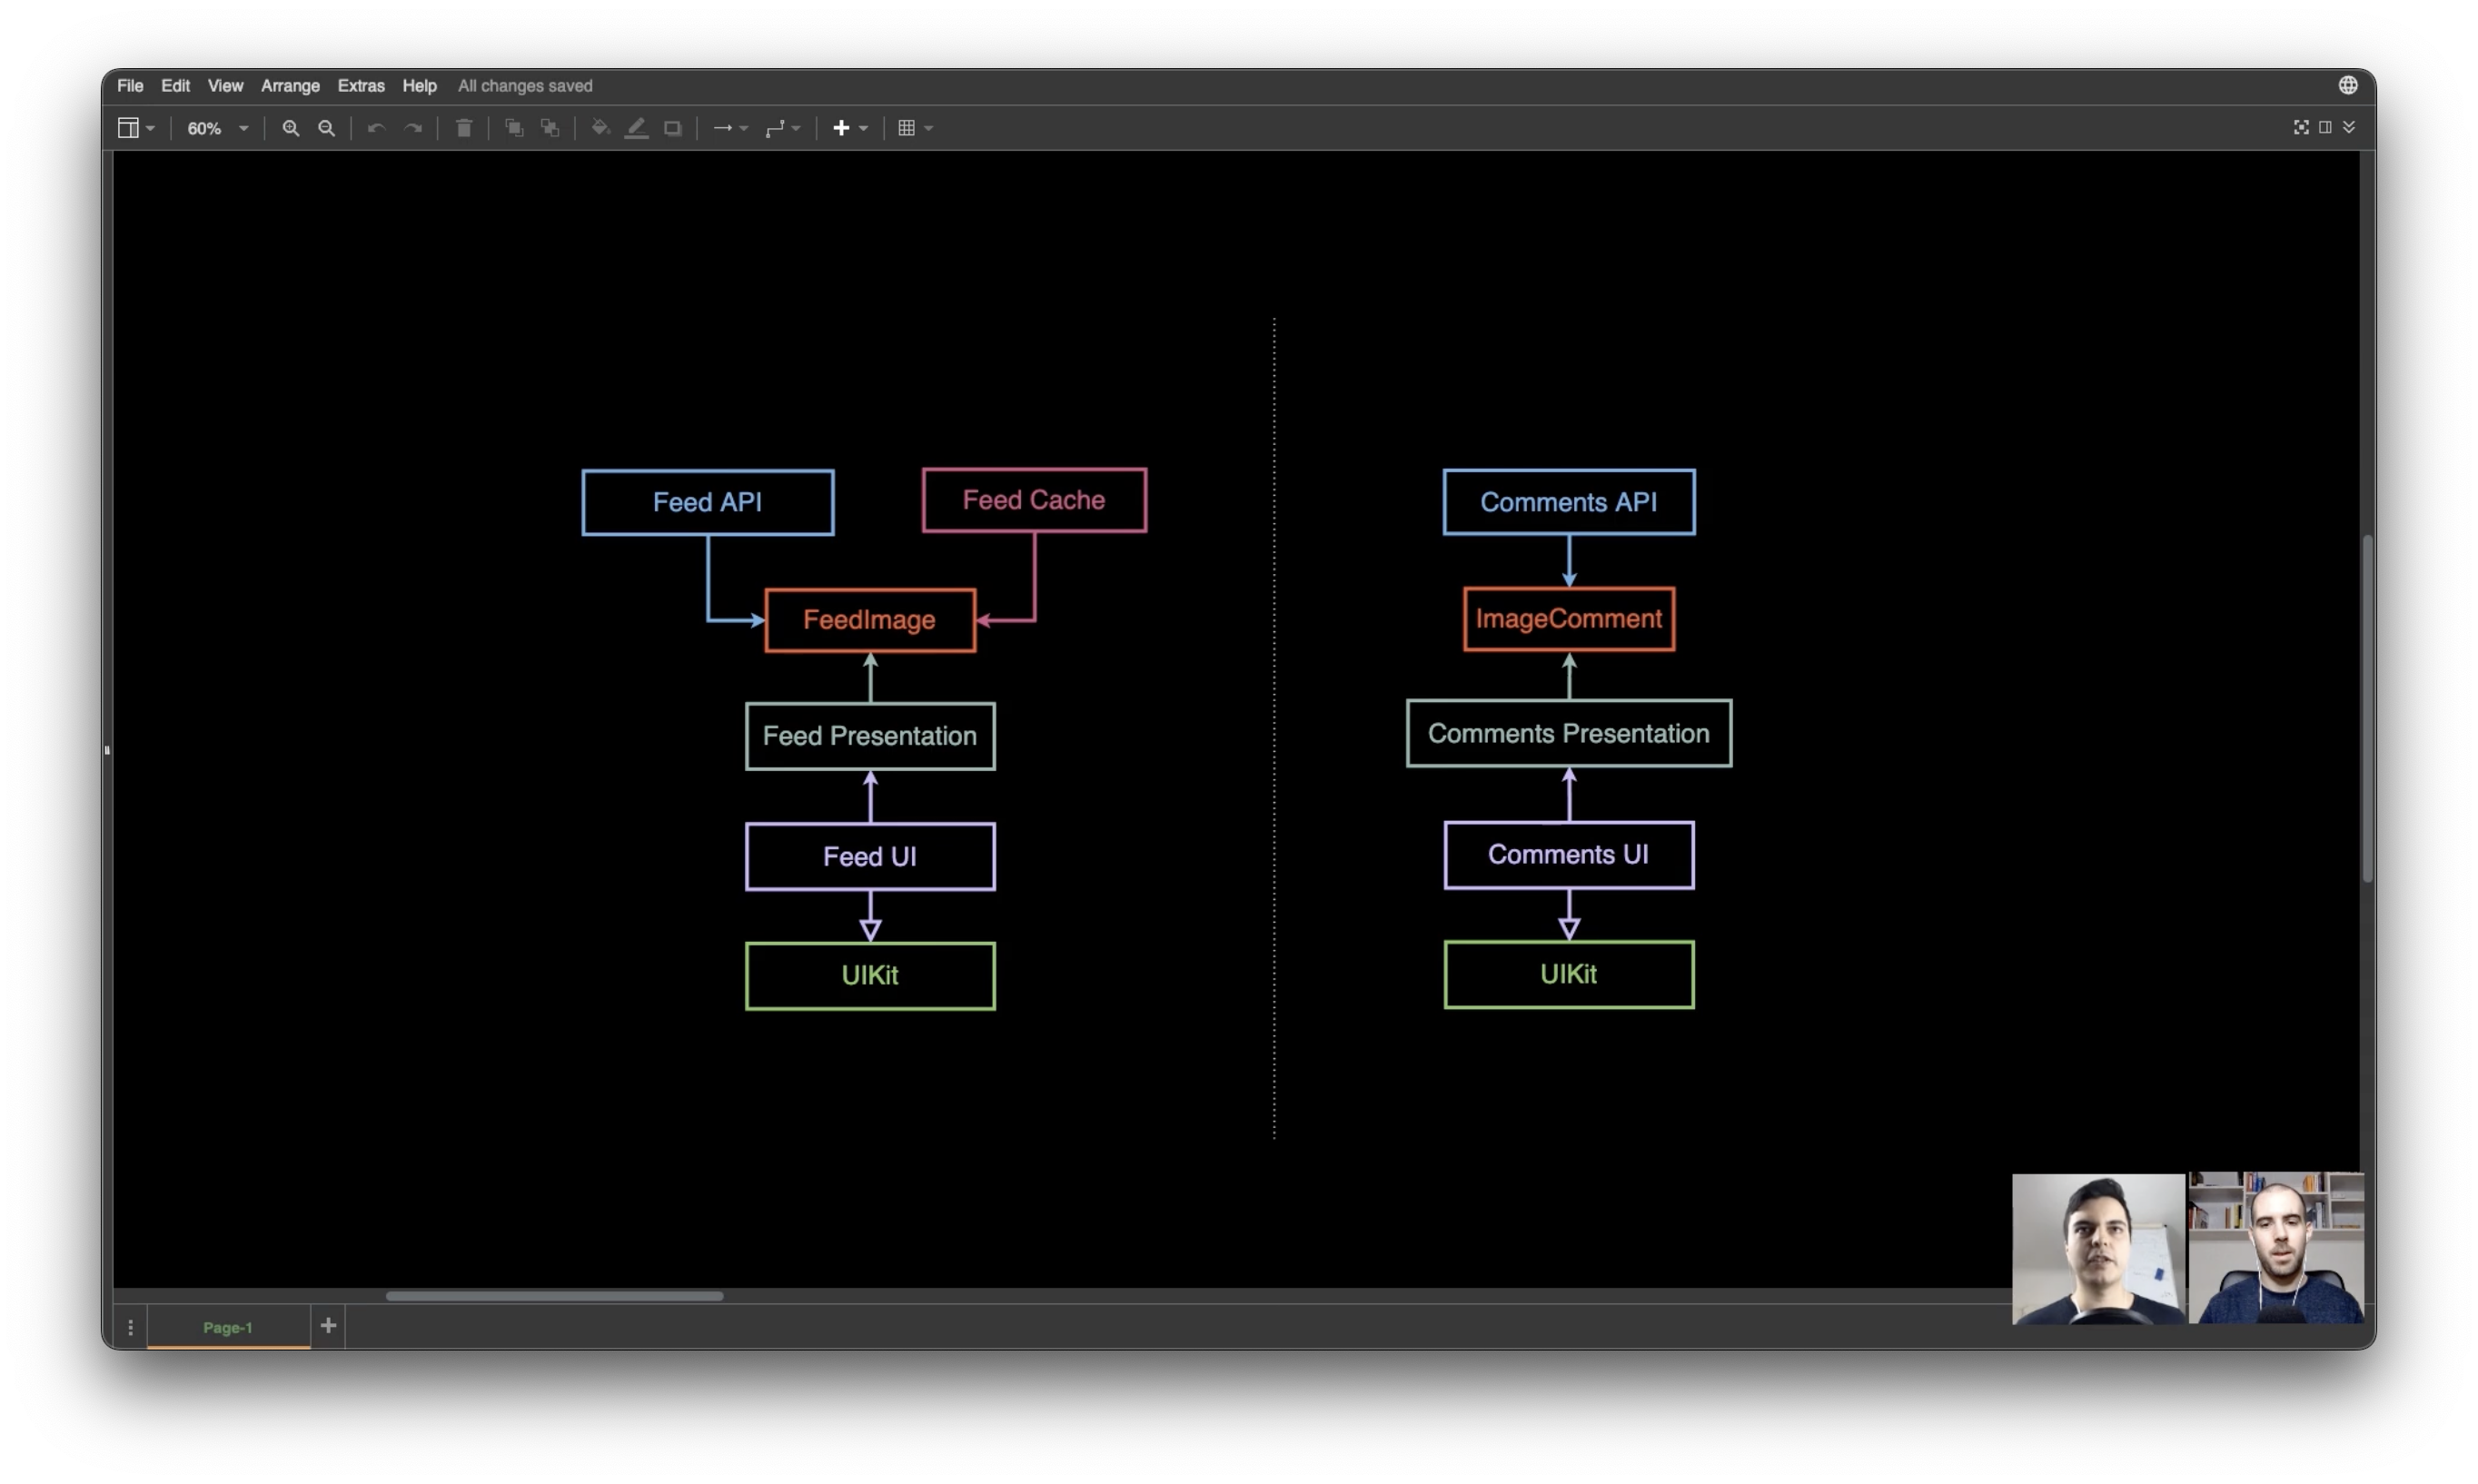 File Edit View Arrange Extras Help All changes saved
60%
Feed API
Feed Cache
FeedImage
Feed Presentation
Feed UI
UIKit
Comments API
ImageComment
Comments Presentation
Comments UI
UIKit
Page-1